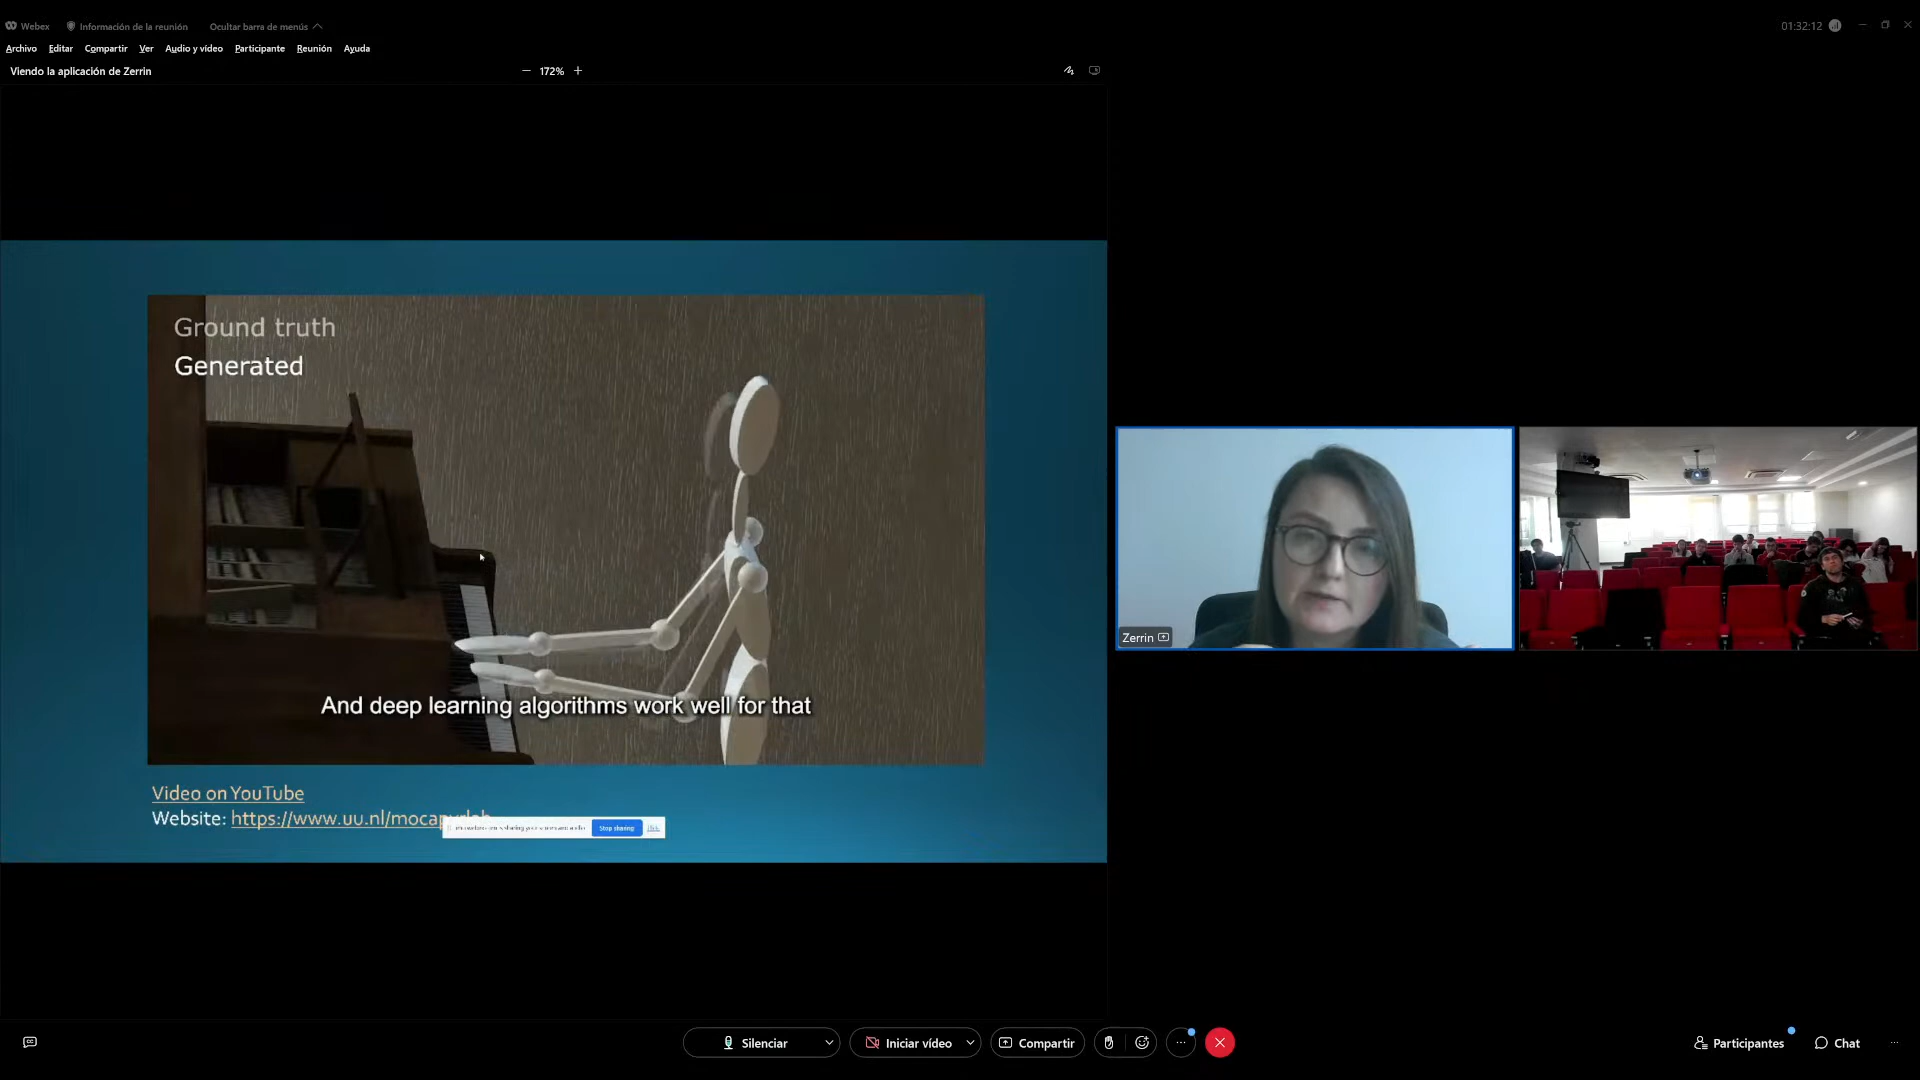 Webex
Información de la reunión
Ocultar barra de menús
01:32:12
Archivo Editar Compartir Ver Audio y vídeo Participante Reunión Ayuda
Viendo la aplicación de Zerrin
172%
Ground truth
Generated
And deep learning algorithms work well for that
Video on YouTube
Website: https://www.uu.nl/mocapvrlab
Stop sharing
Hide
Zerrin
Silenciar
Iniciar vídeo
Compartir
Participantes
Chat